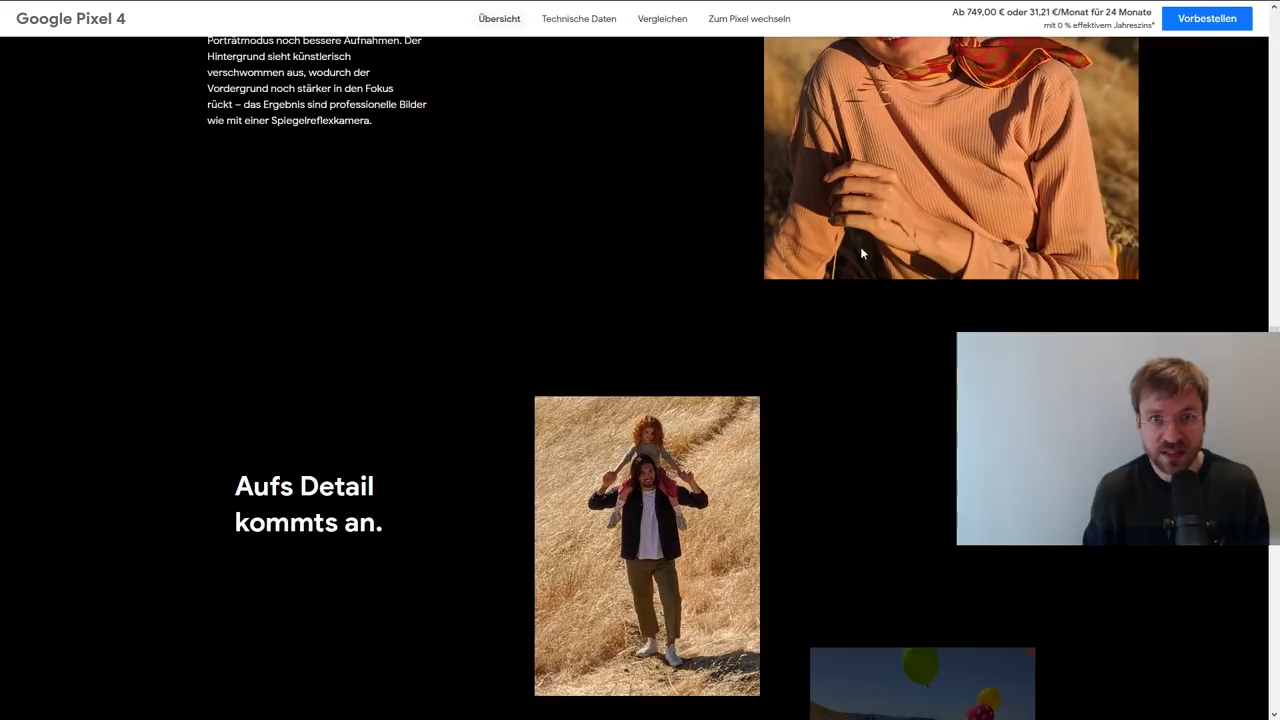 Google Pixel 4
Übersicht
Technische Daten
Vergleichen
Zum Pixel wechseln
Ab 749,00 € oder 31,21 €/Monat für 24 Monate
mit 0 % effektivem Jahreszins*
Vorbestellen
Porträtmodus noch bessere Aufnahmen. Der
Hintergrund sieht künstlerisch
verschwommen aus, wodurch der
Vordergrund noch stärker in den Fokus
rückt – das Ergebnis sind professionelle Bilder
wie mit einer Spiegelreflexkamera.
Aufs Detail
kommts an.